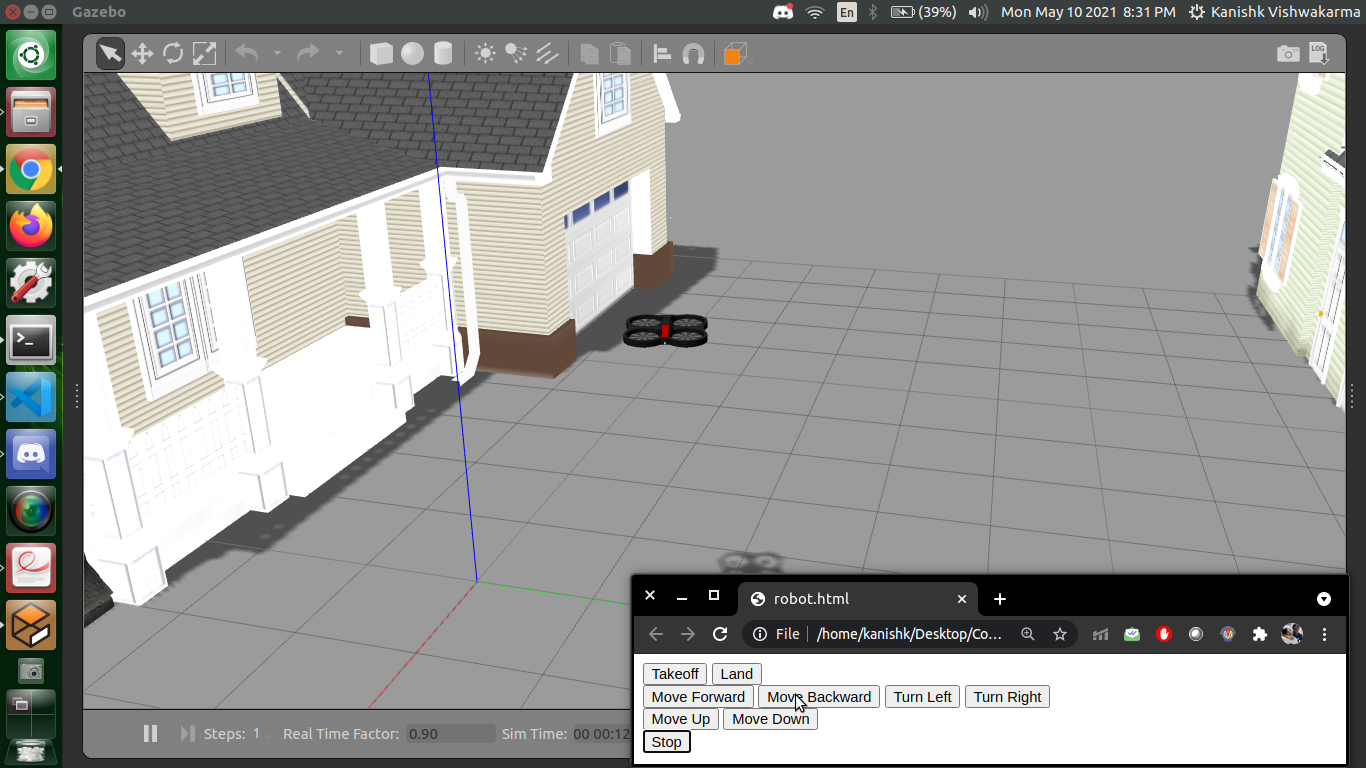 Gazebo
En
(39%)
Mon May 10 2021 8:31 PM
Kanishk Vishwakarma
LOG
robot.html
File
/home/kanishk/Desktop/Co…
Takeoff Land
Move Forward Move Backward Turn Left Turn Right
Move Up Move Down
Stop
Steps: 1 Real Time Factor: 0.90 Sim Time: 00 00:12